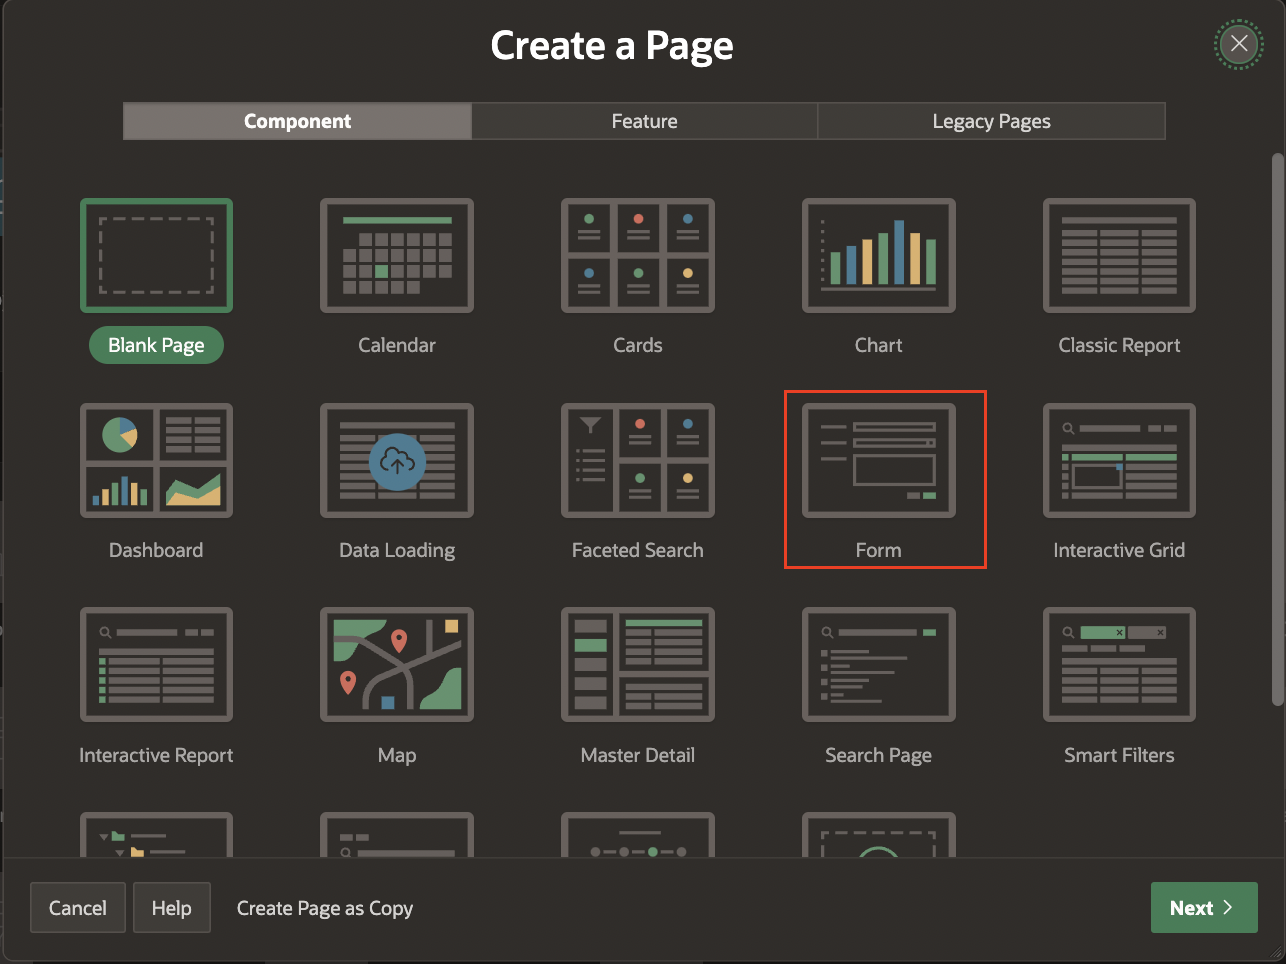 Create a Page
Component
Feature
Legacy Pages
Blank Page
Calendar
Cards
Chart
Classic Report
Dashboard
Data Loading
Faceted Search
Form
Interactive Grid
Interactive Report
Map
Master Detail
Search Page
Smart Filters
Cancel
Help
Create Page as Copy
Next